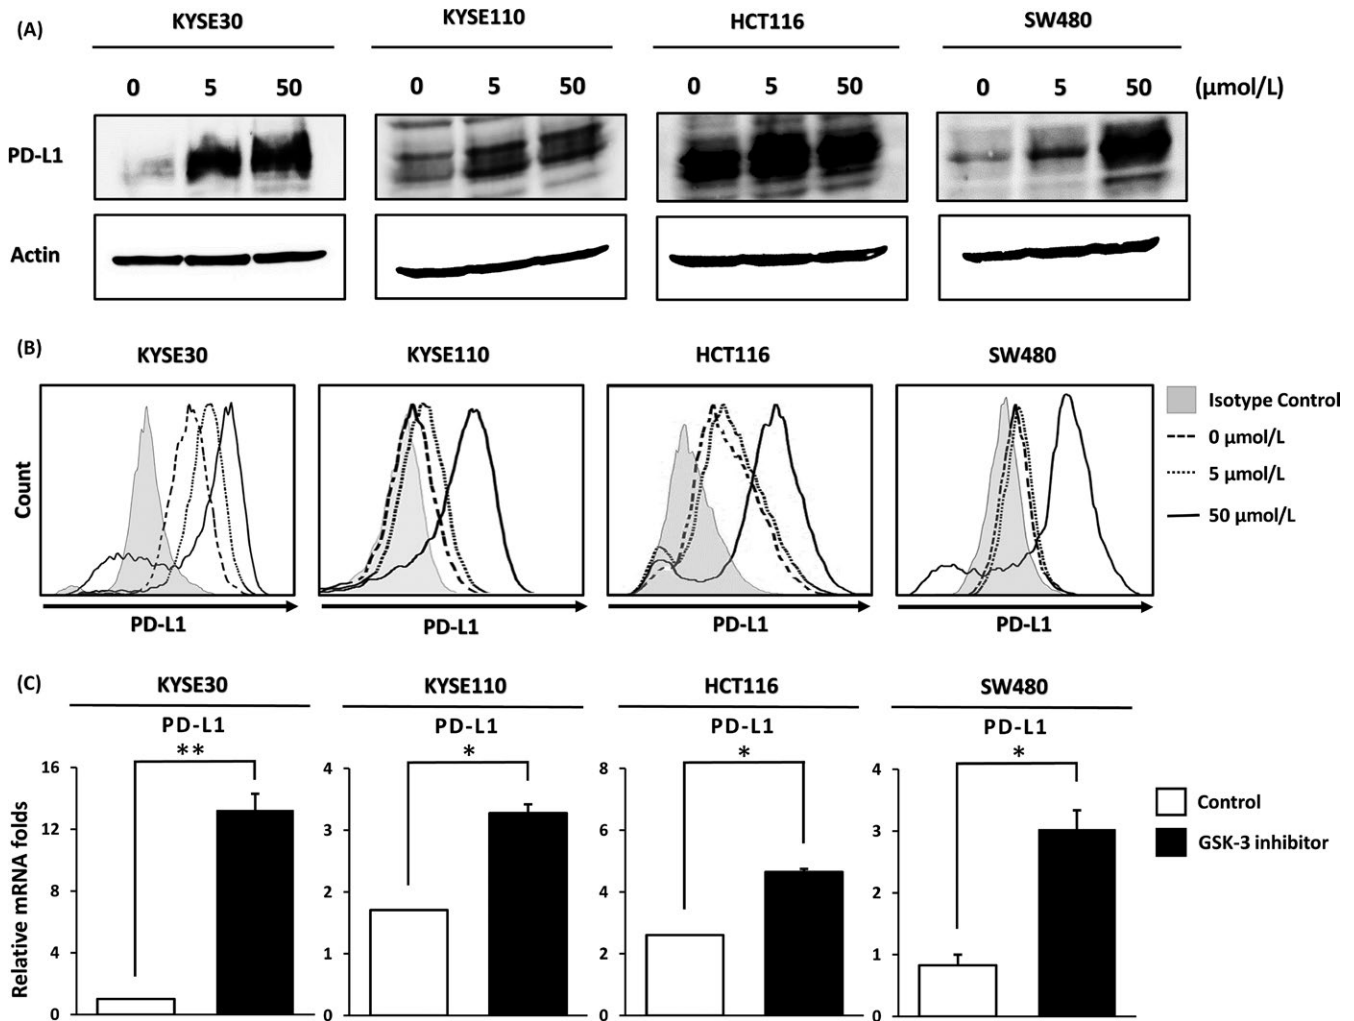 (A) KYSE30 KYSE110 HCT116 SW480
0 5 50 0 5 50 0 5 50 0 5 50 (μmol/L)
PD-L1
Actin
(B) KYSE30 KYSE110 HCT116 SW480
Count
Isotype Control
0 μmol/L
5 μmol/L
50 μmol/L
PD-L1 PD-L1 PD-L1 PD-L1
(C) KYSE30 KYSE110 HCT116 SW480
PD-L1 PD-L1 PD-L1 PD-L1
** * * *
Relative mRNA folds
16
12
8
4
0
4
3
2
1
0
8
6
4
2
0
4
3
2
1
0
Control
GSK-3 inhibitor